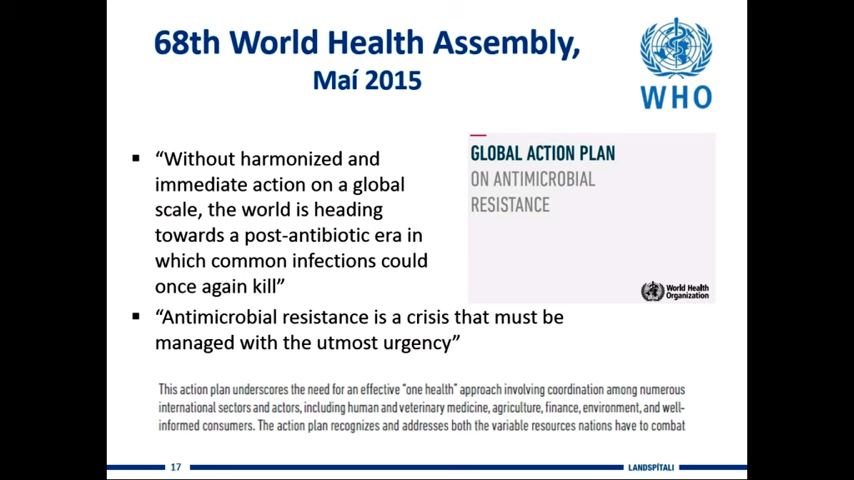 68th World Health Assembly,
Maí 2015
WHO
▪ “Without harmonized and
immediate action on a global
scale, the world is heading
towards a post-antibiotic era in
which common infections could
once again kill”
GLOBAL ACTION PLAN
ON ANTIMICROBIAL
RESISTANCE
World Health
Organization
▪ “Antimicrobial resistance is a crisis that must be
managed with the utmost urgency”
This action plan underscores the need for an effective “one health” approach involving coordination among numerous
international sectors and actors, including human and veterinary medicine, agriculture, finance, environment, and well-
informed consumers. The action plan recognizes and addresses both the variable resources nations have to combat
17
LANDSPÍTALI